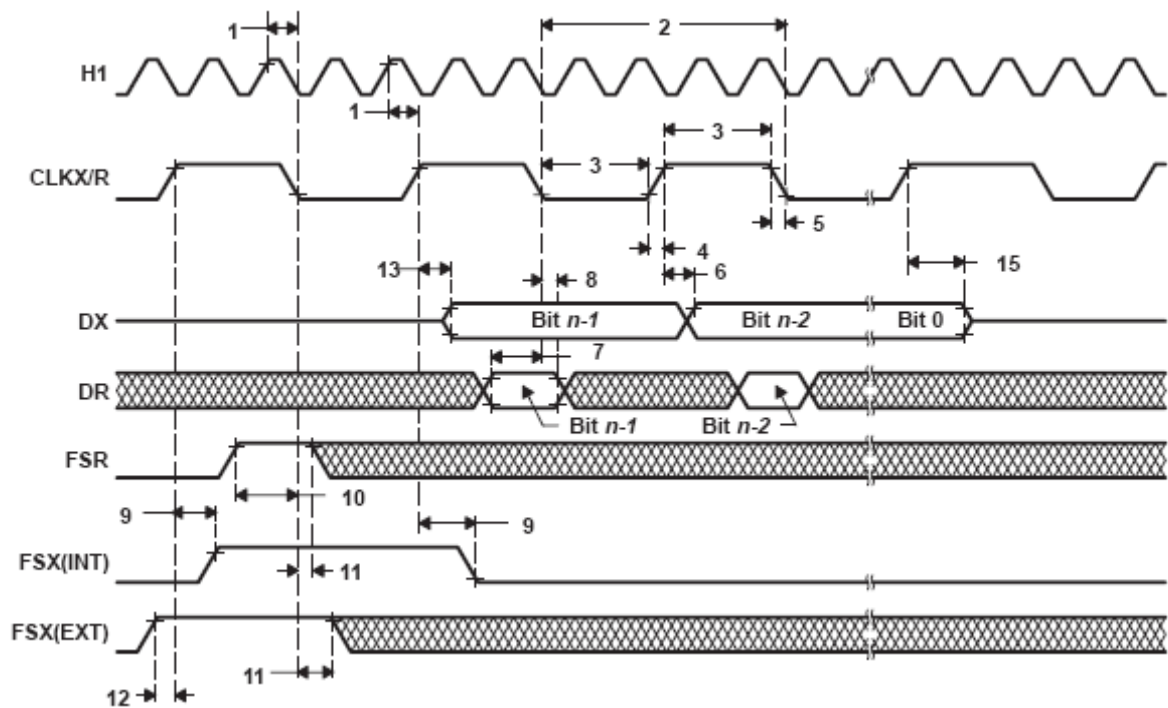 1
2
H1
1
3
3
CLKX/R
5
4
13
8
6
15
DX
Bit n-1
Bit n-2
Bit 0
7
DR
Bit n-1
Bit n-2
FSR
10
9
9
FSX(INT)
11
FSX(EXT)
11
12